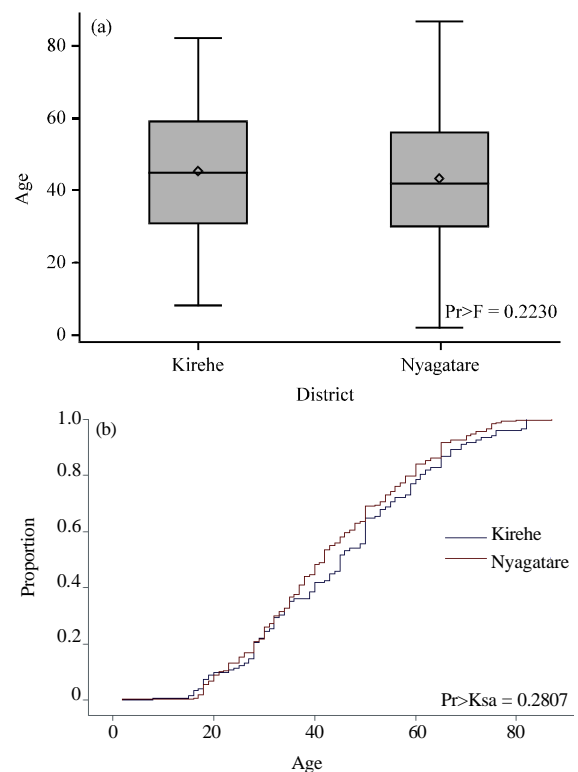 (a)
80
60
40
20
0
Age
Pr>F = 0.2230
Kirehe
Nyagatare
District
(b)
1.0
0.8
0.6
0.4
0.2
0
Proportion
Kirehe
Nyagatare
Pr>Ksa = 0.2807
0
20
40
60
80
Age